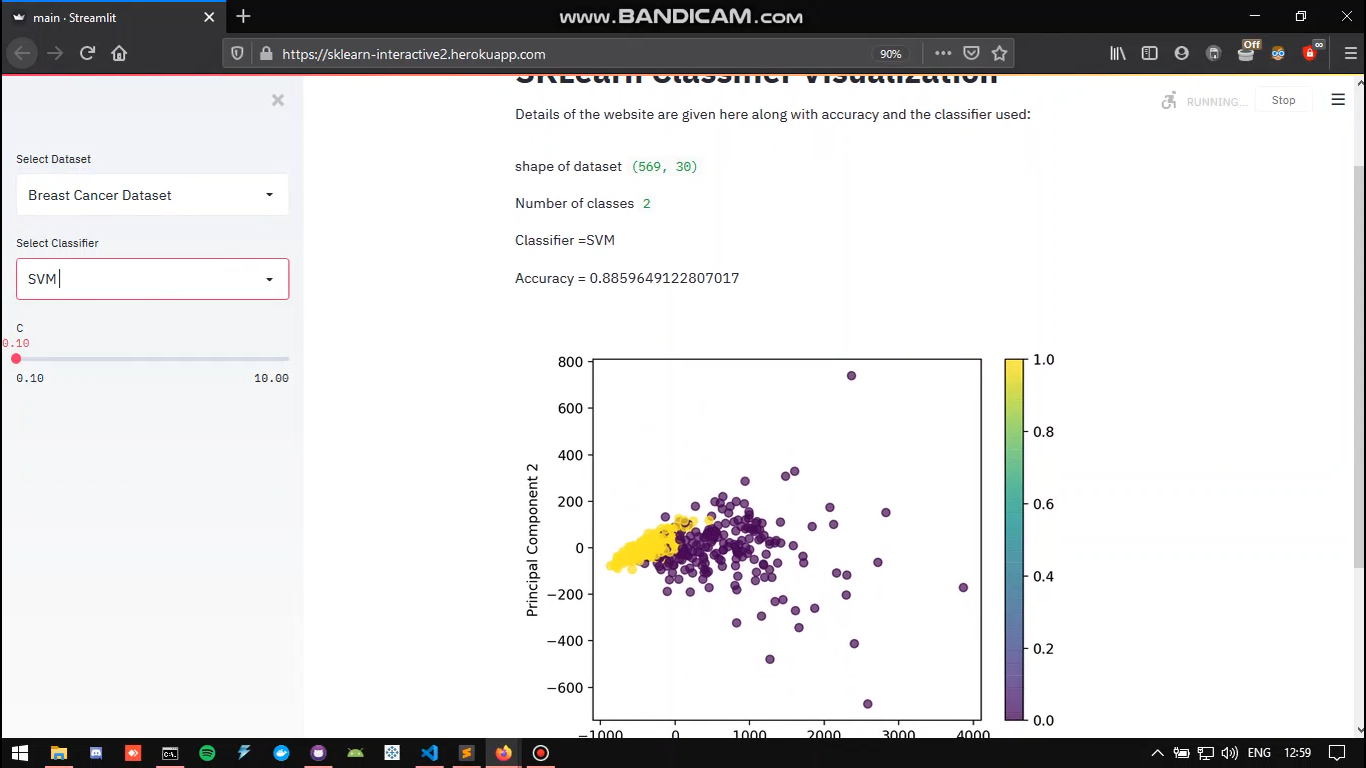 main · Streamlit
www.BANDICAM.com
https://sklearn-interactive2.herokuapp.com
90%
Off
∞
SKLearn Classifier Visualization
RUNNING...
Stop
Details of the website are given here along with accuracy and the classifier used:
Select Dataset
Breast Cancer Dataset
shape of dataset (569, 30)
Number of classes 2
Select Classifier
SVM
Classifier =SVM
Accuracy = 0.8859649122807017
C
0.10
0.10 10.00
800
600
400
200
0
−200
−400
−600
Principal Component 2
−1000 0 1000 2000 3000 4000
1.0
0.8
0.6
0.4
0.2
0.0
ENG 12:59